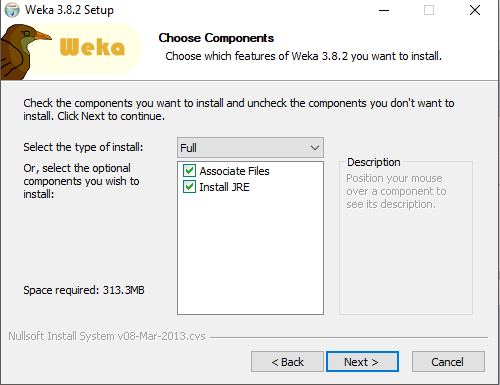 Weka 3.8.2 Setup
Weka
Choose Components
Choose which features of Weka 3.8.2 you want to install.
Check the components you want to install and uncheck the components you don't want to
install. Click Next to continue.
Select the type of install:
Full
Or, select the optional
components you wish to
install:
Associate Files
Install JRE
Description
Position your mouse
over a component to
see its description.
Space required: 313.3MB
Nullsoft Install System v08-Mar-2013.cvs
< Back
Next >
Cancel